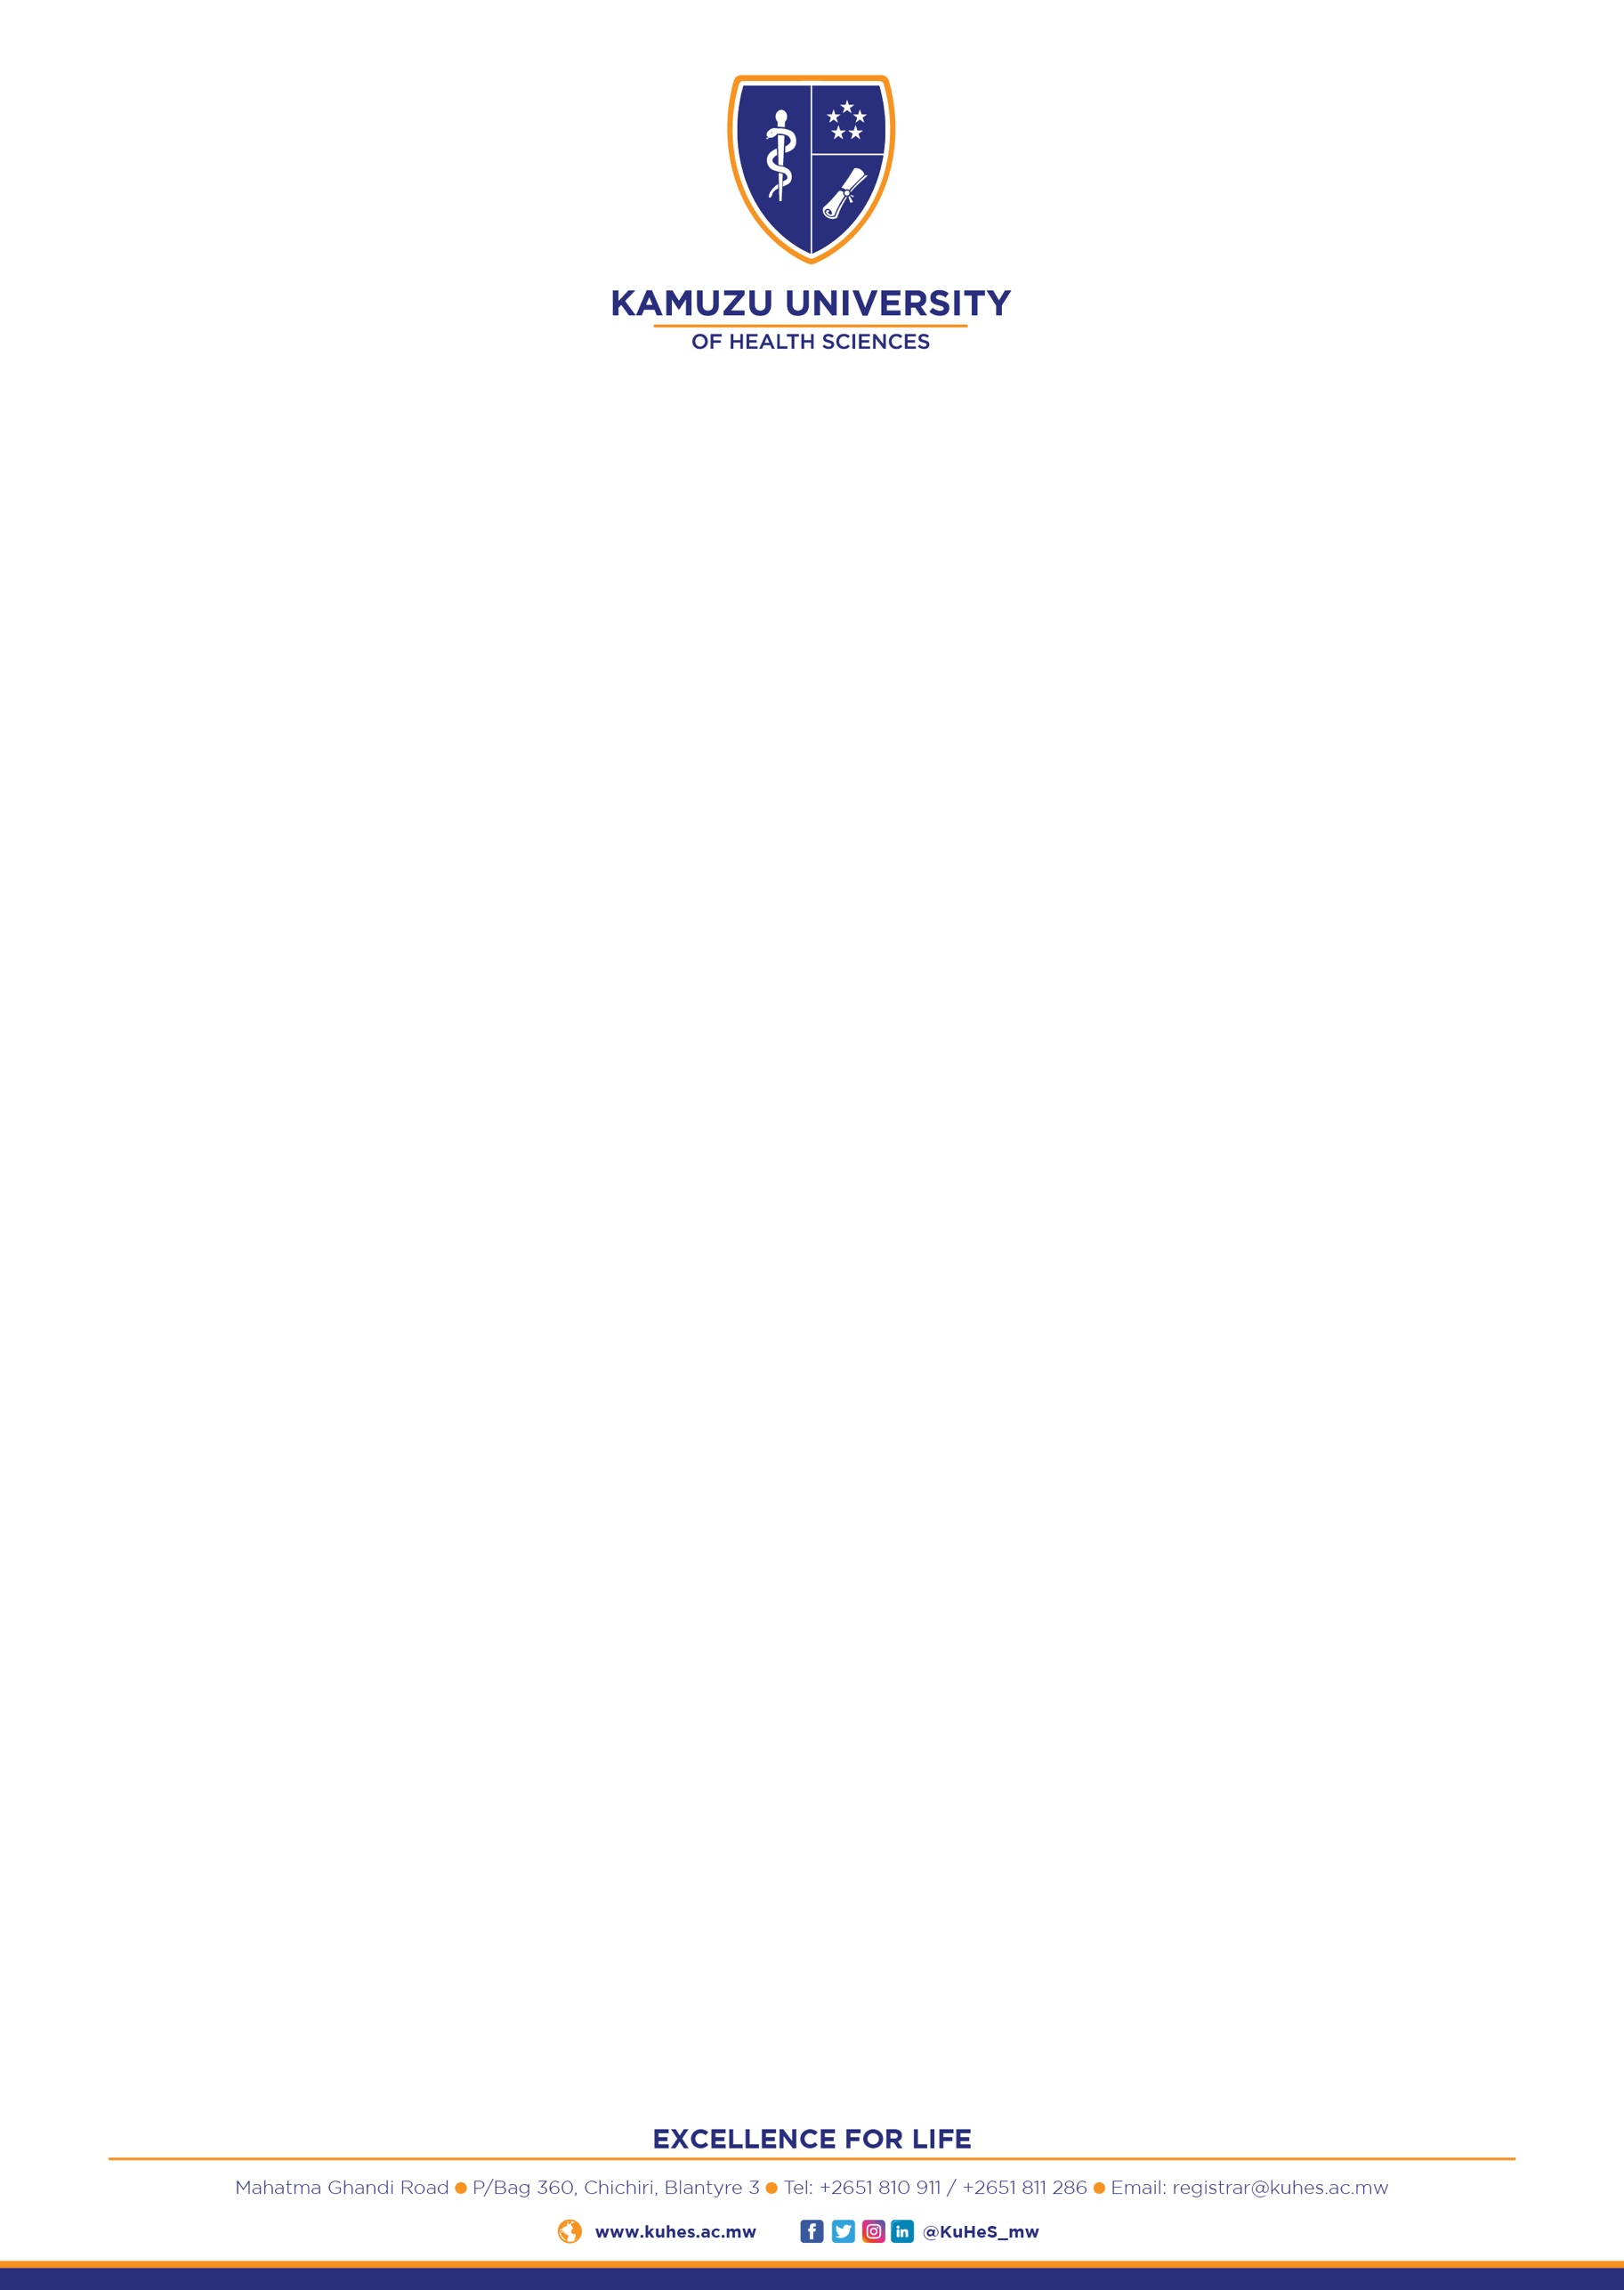 KAMUZU UNIVERSITY
OF HEALTH SCIENCES
EXCELLENCE FOR LIFE
Mahatma Ghandi Road ● P/Bag 360, Chichiri, Blantyre 3 ● Tel: +2651 810 911 / +2651 811 286 ● Email: registrar@kuhes.ac.mw
www.kuhes.ac.mw @KuHeS_mw